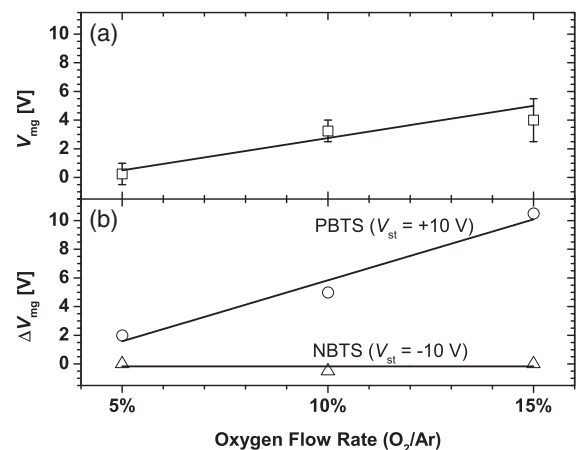 (a)
10
8
6
4
2
0
V_mg [V]
(b)
10
8
6
4
2
0
ΔV_mg [V]
PBTS (V_st = +10 V)
NBTS (V_st = -10 V)
5% 10% 15%
Oxygen Flow Rate (O_2/Ar)